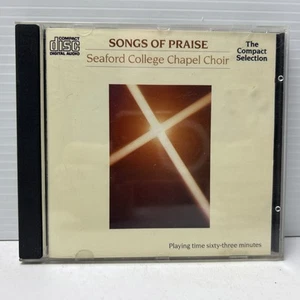 COMPACT
disc
DIGITAL AUDIO
SONGS OF PRAISE
Seaford College Chapel Choir
The
Compact
Selection
Playing time sixty-three minutes